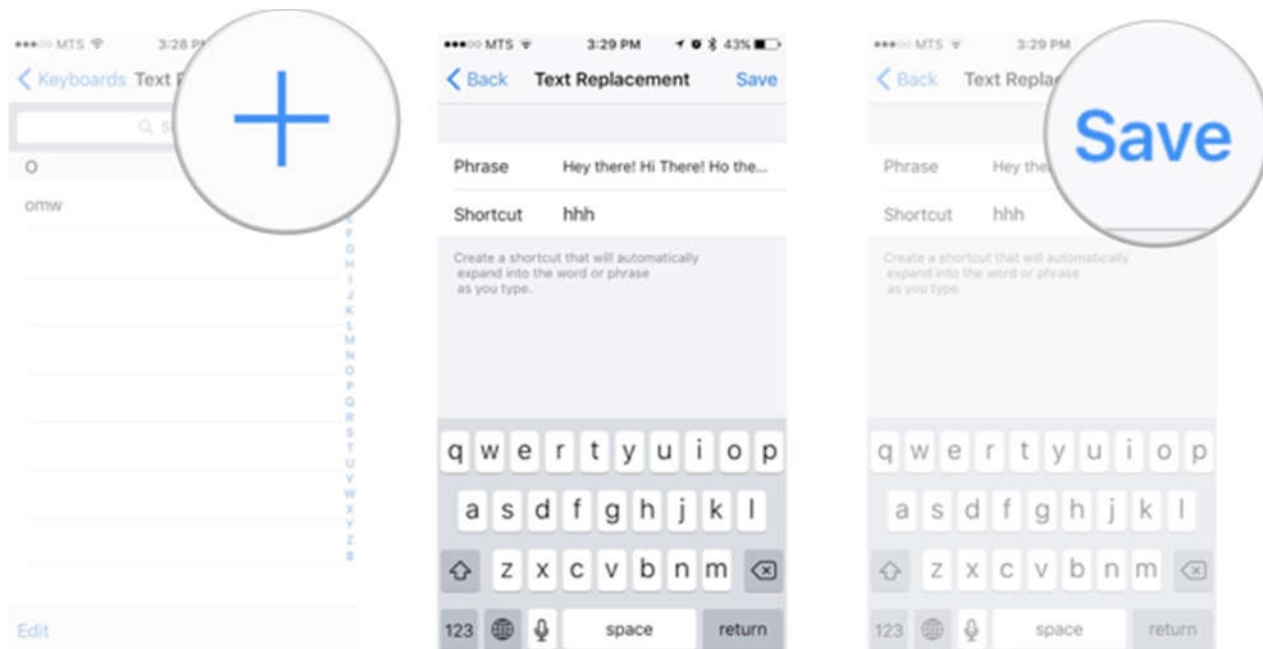 MTS 3:28 P
Keyboards Text
O
omw
F
G
H
I
J
K
L
M
N
O
P
Q
R
S
T
U
V
W
X
Y
Z
Edit
MTS 3:29 PM 43%
Back Text Replacement Save
Phrase Hey there! Hi There! Ho the...
Shortcut hhh
Create a shortcut that will automatically
expand into the word or phrase
as you type.
q w e r t y u i o p
a s d f g h j k l
z x c v b n m
123 space return
MTS 3:29 PM
Back Text Repla
Save
Phrase Hey the
Shortcut hhh
Create a shortcut that will automatically
expand into the word or phrase
as you type.
q w e r t y u i o p
a s d f g h j k l
z x c v b n m
123 space return